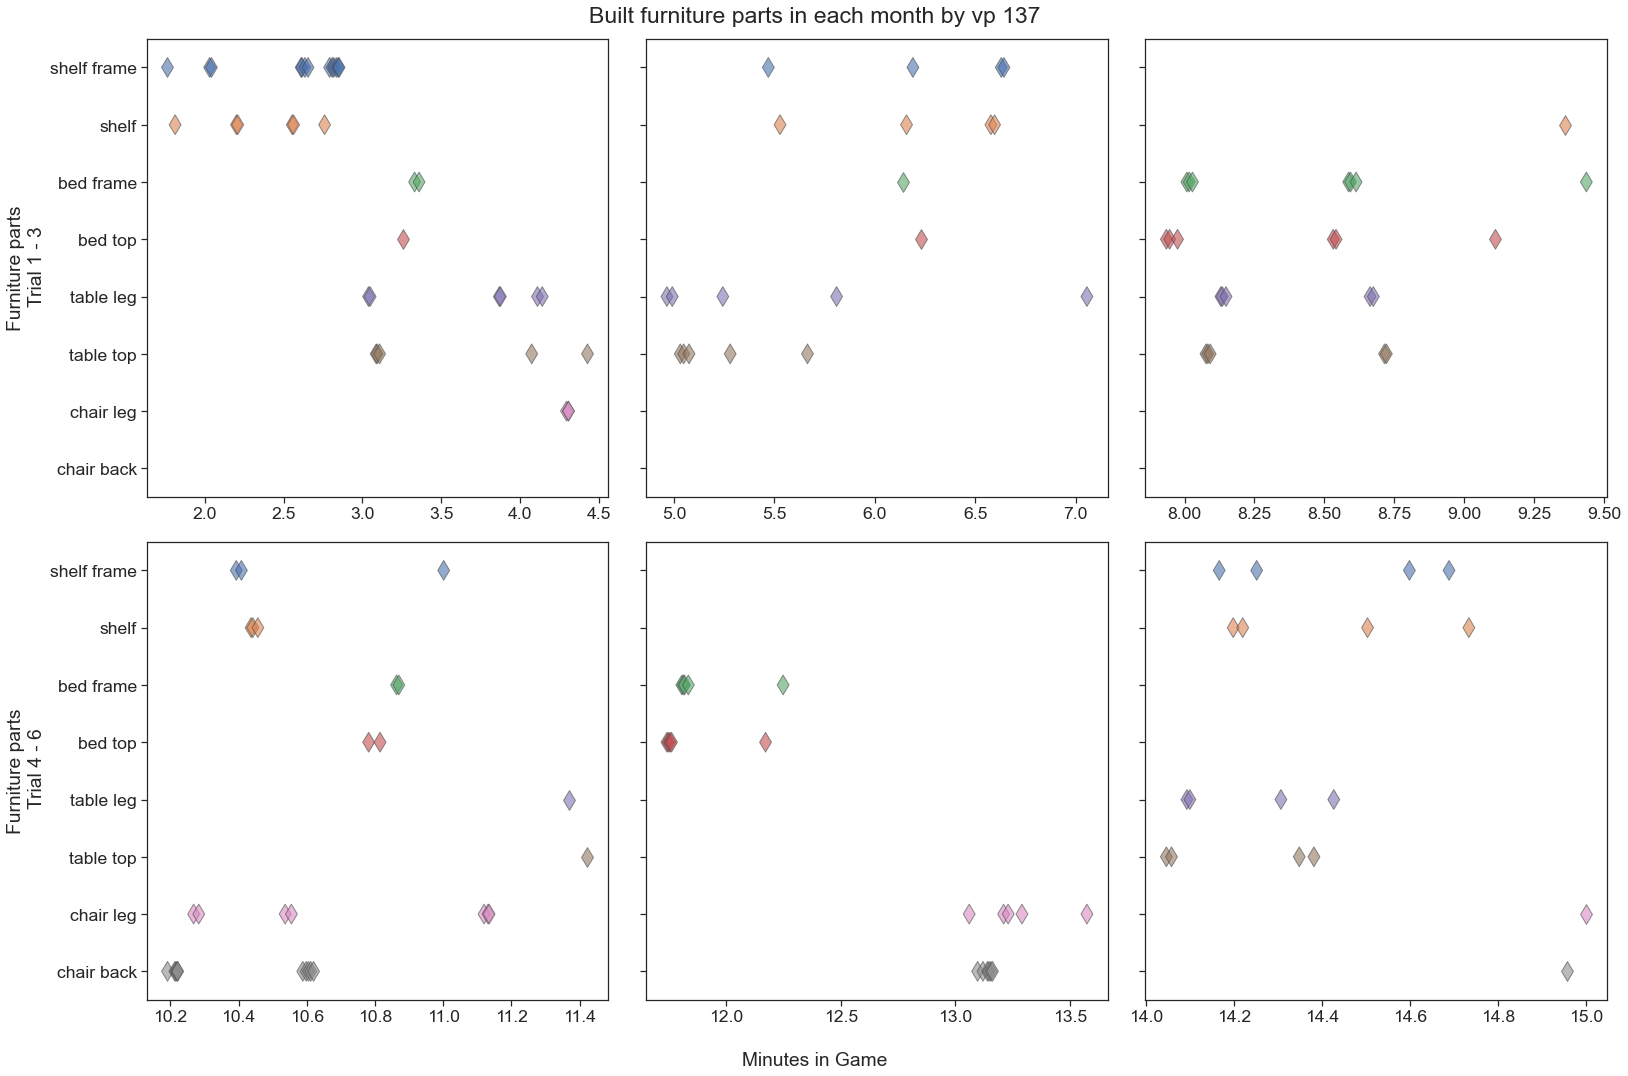 Built furniture parts in each month by vp 137
Furniture parts
Trial 1 - 3
shelf frame
shelf
bed frame
bed top
table leg
table top
chair leg
chair back
2.0 2.5 3.0 3.5 4.0 4.5
5.0 5.5 6.0 6.5 7.0
8.00 8.25 8.50 8.75 9.00 9.25 9.50
Furniture parts
Trial 4 - 6
shelf frame
shelf
bed frame
bed top
table leg
table top
chair leg
chair back
10.2 10.4 10.6 10.8 11.0 11.2 11.4
12.0 12.5 13.0 13.5
14.0 14.2 14.4 14.6 14.8 15.0
Minutes in Game